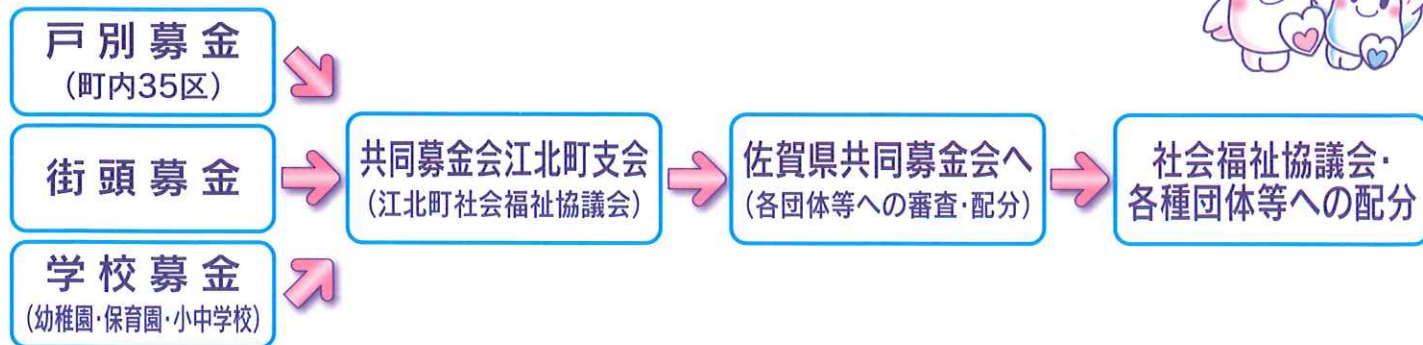 戸別募金
(町内35区)
街頭募金
学校募金
(幼稚園・保育園・小中学校)
共同募金会江北町支会
(江北町社会福祉協議会)
佐賀県共同募金会へ
(各団体等への審査・配分)
社会福祉協議会・
各種団体等への配分